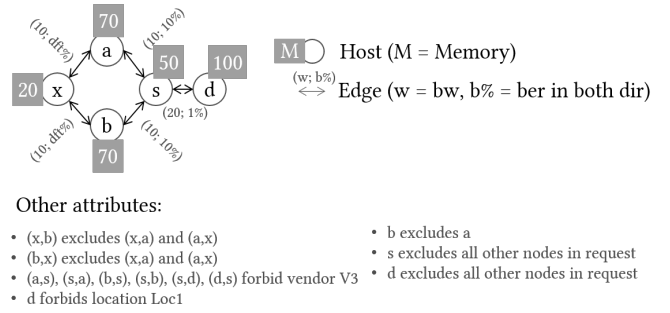 70
(10; dft%)
(10; 10%)
a
50
100
20
x
s
d
(20; 1%)
b
(10; dft%)
(10; 10%)
70
M
Host (M = Memory)
(w; b%)
Edge (w = bw, b% = ber in both dir)
Other attributes:
• (x,b) excludes (x,a) and (a,x)
• (b,x) excludes (x,a) and (a,x)
• (a,s), (s,a), (b,s), (s,b), (s,d), (d,s) forbid vendor V3
• d forbids location Loc1
• b excludes a
• s excludes all other nodes in request
• d excludes all other nodes in request